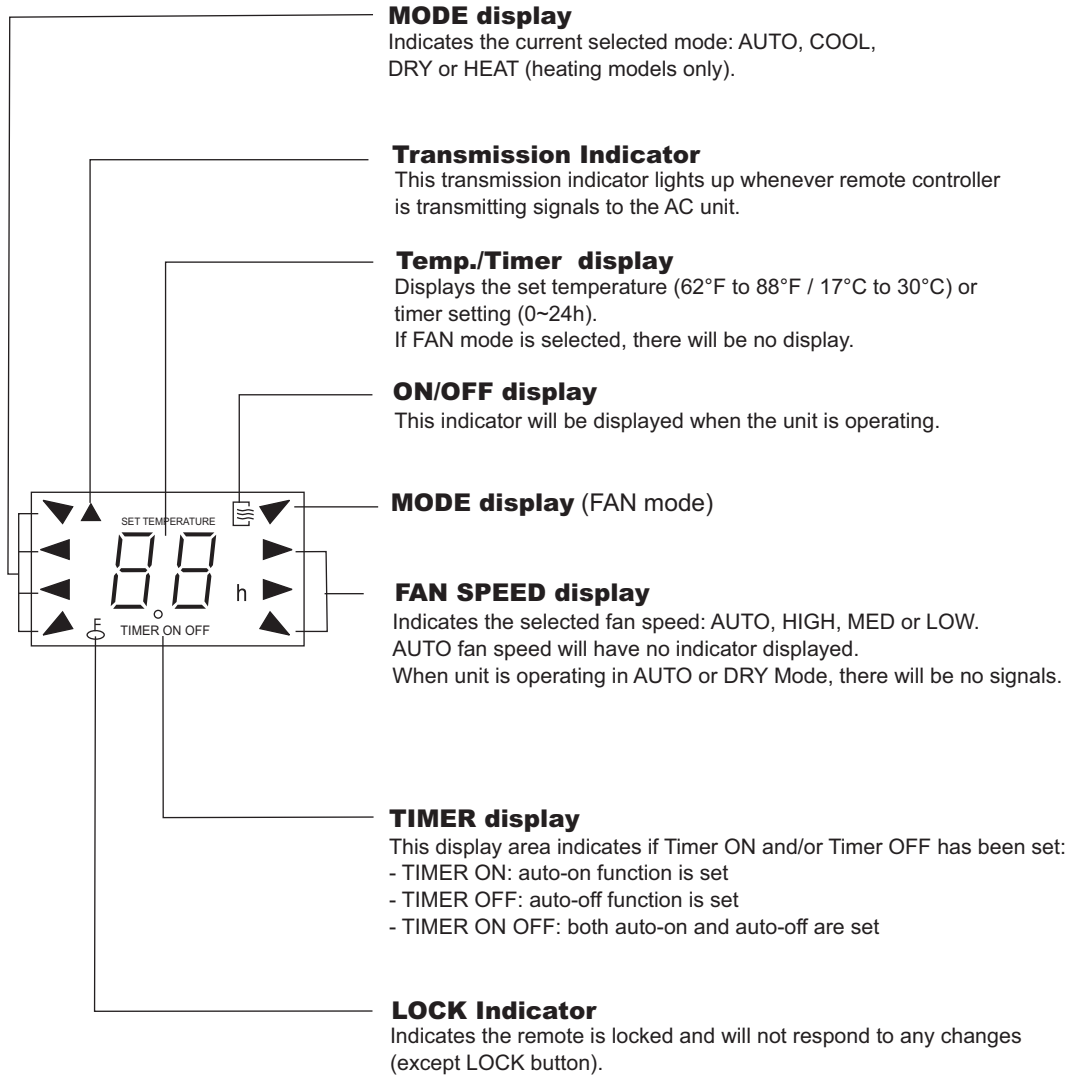 MODE display
Indicates the current selected mode: AUTO, COOL,
DRY or HEAT (heating models only).
Transmission Indicator
This transmission indicator lights up whenever remote controller
is transmitting signals to the AC unit.
Temp./Timer display
Displays the set temperature (62°F to 88°F / 17°C to 30°C) or
timer setting (0~24h).
If FAN mode is selected, there will be no display.
ON/OFF display
This indicator will be displayed when the unit is operating.
MODE display (FAN mode)
SET TEMPERATURE
88
h
TIMER ON OFF
FAN SPEED display
Indicates the selected fan speed: AUTO, HIGH, MED or LOW.
AUTO fan speed will have no indicator displayed.
When unit is operating in AUTO or DRY Mode, there will be no signals.
TIMER display
This display area indicates if Timer ON and/or Timer OFF has been set:
- TIMER ON: auto-on function is set
- TIMER OFF: auto-off function is set
- TIMER ON OFF: both auto-on and auto-off are set
LOCK Indicator
Indicates the remote is locked and will not respond to any changes
(except LOCK button).